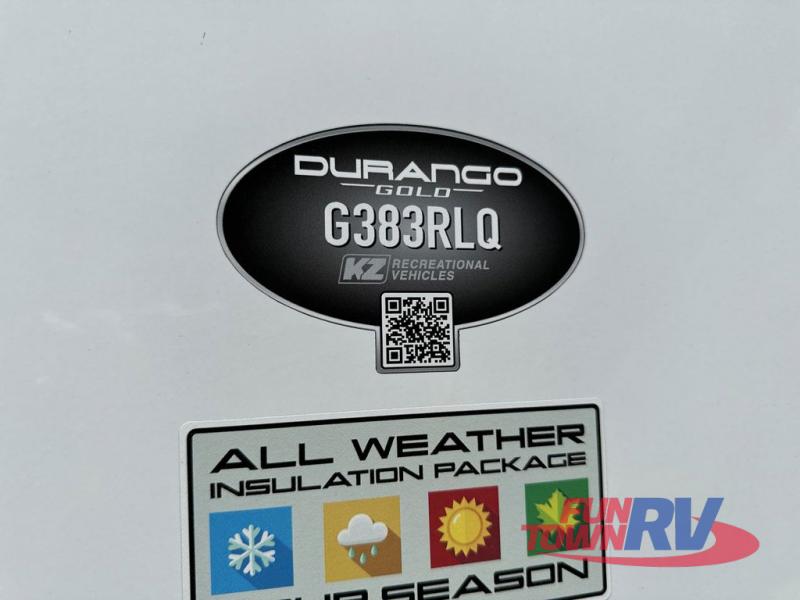 DURANGO
GOLD
G383RLQ
KZ RECREATIONAL
VEHICLES
ALL WEATHER
INSULATION PACKAGE
FUN
TOWN RV
SEASON